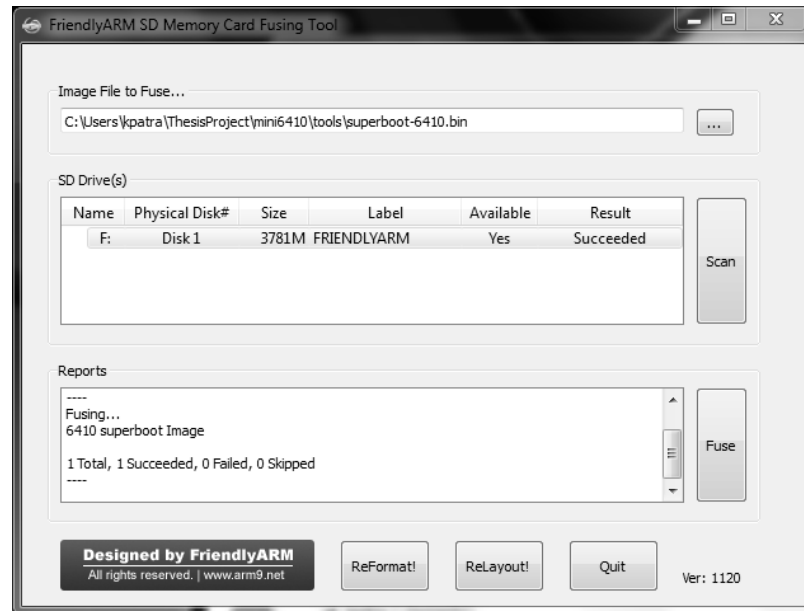 FriendlyARM SD Memory Card Fusing Tool
Image File to Fuse...
C:\Users\kpatra\ThesisProject\mini6410\tools\superboot-6410.bin
...
SD Drive(s)
Name Physical Disk# Size Label Available Result
F: Disk 1 3781M FRIENDLYARM Yes Succeeded
Scan
Reports
----
Fusing...
6410 superboot Image
1 Total, 1 Succeeded, 0 Failed, 0 Skipped
----
Fuse
Designed by FriendlyARM
All rights reserved. | www.arm9.net
ReFormat!
ReLayout!
Quit
Ver: 1120